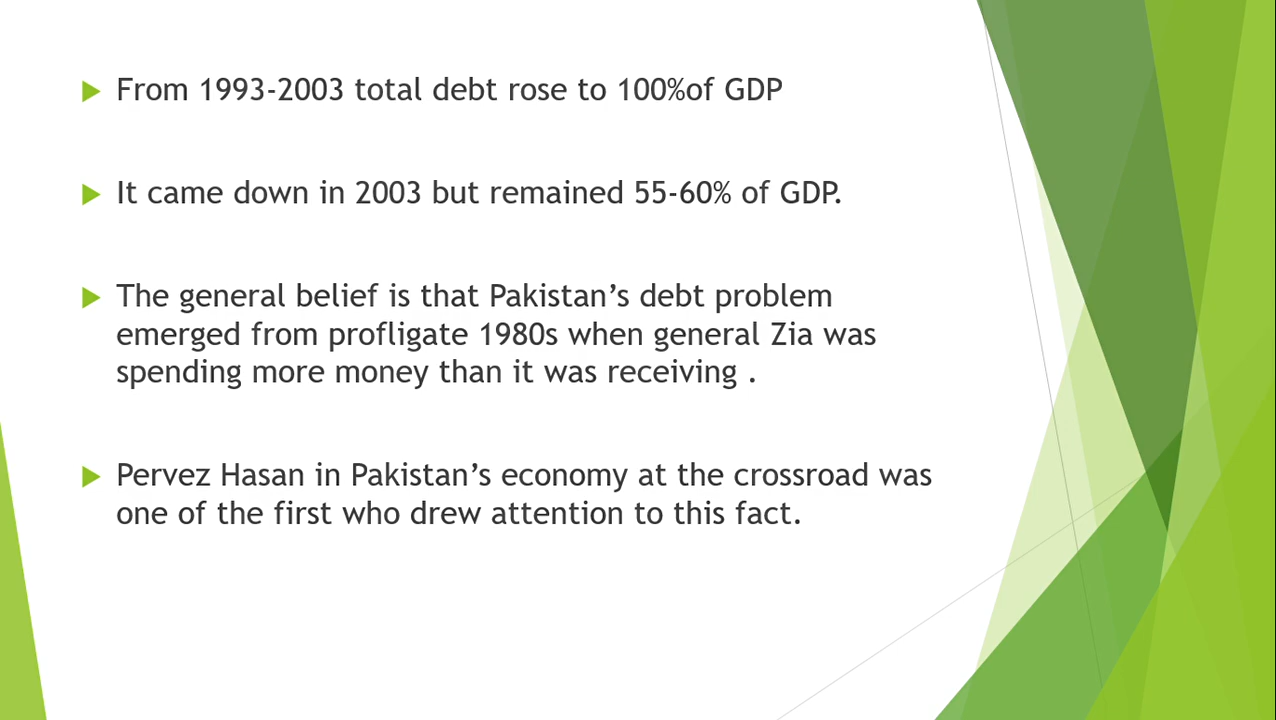 From 1993-2003 total debt rose to 100%of GDP
It came down in 2003 but remained 55-60% of GDP.
The general belief is that Pakistan’s debt problem
emerged from profligate 1980s when general Zia was
spending more money than it was receiving .
Pervez Hasan in Pakistan’s economy at the crossroad was
one of the first who drew attention to this fact.